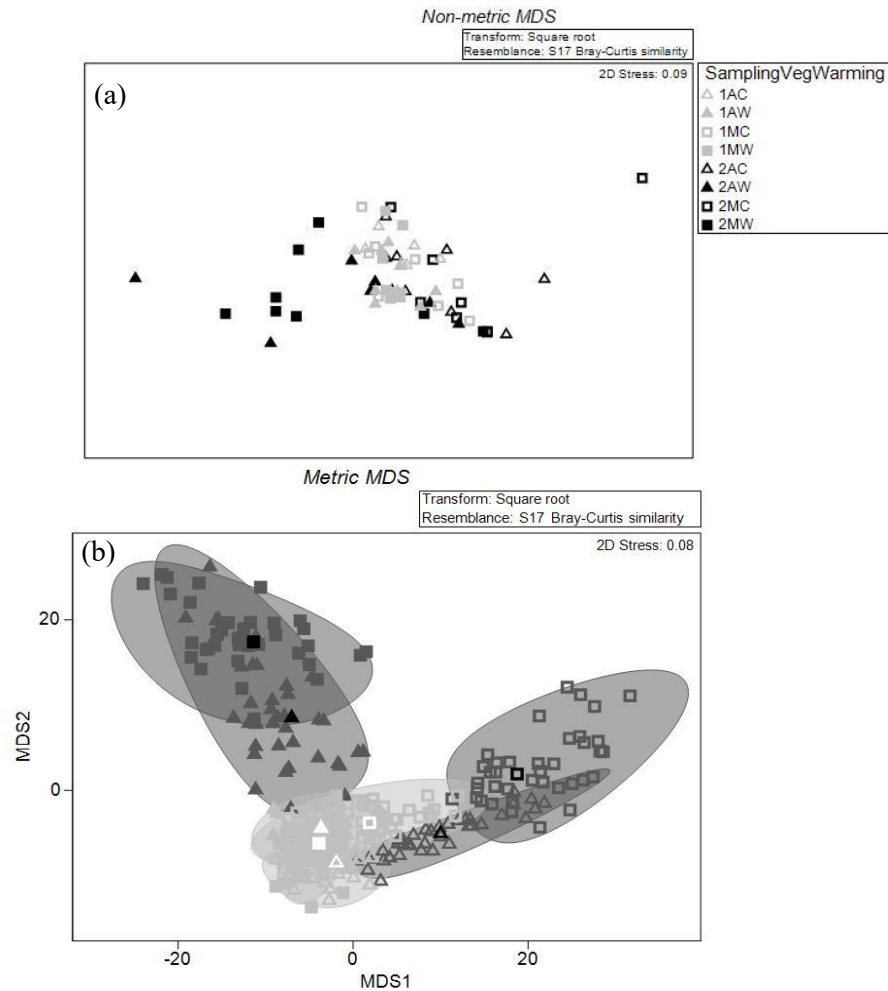 Non-metric MDS
Transform: Square root
Resemblance: S17 Bray-Curtis similarity
(a)
2D Stress: 0.09
SamplingVegWarming
1AC
1AW
1MC
1MW
2AC
2AW
2MC
2MW
Metric MDS
Transform: Square root
Resemblance: S17 Bray-Curtis similarity
(b)
2D Stress: 0.08
20
MDS2
0
-20
0
20
MDS1